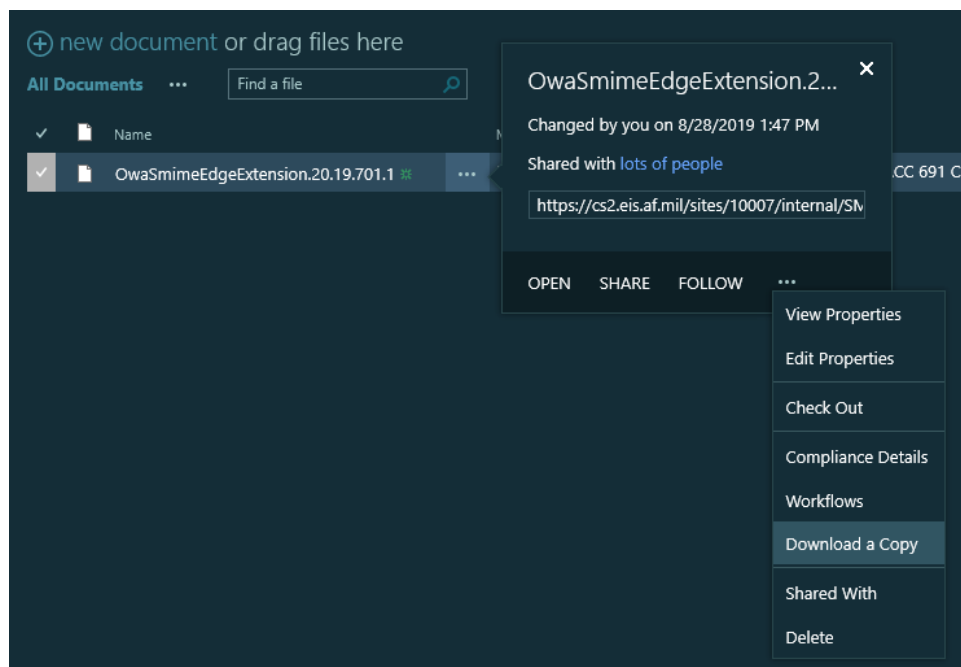 new document or drag files here
All Documents ...
Find a file
Name
OwaSmimeEdgeExtension.20.19.701.1 ...
CC 691 C
OwaSmimeEdgeExtension.2...
Changed by you on 8/28/2019 1:47 PM
Shared with lots of people
https://cs2.eis.af.mil/sites/10007/internal/SM
OPEN SHARE FOLLOW ...
View Properties
Edit Properties
Check Out
Compliance Details
Workflows
Download a Copy
Shared With
Delete